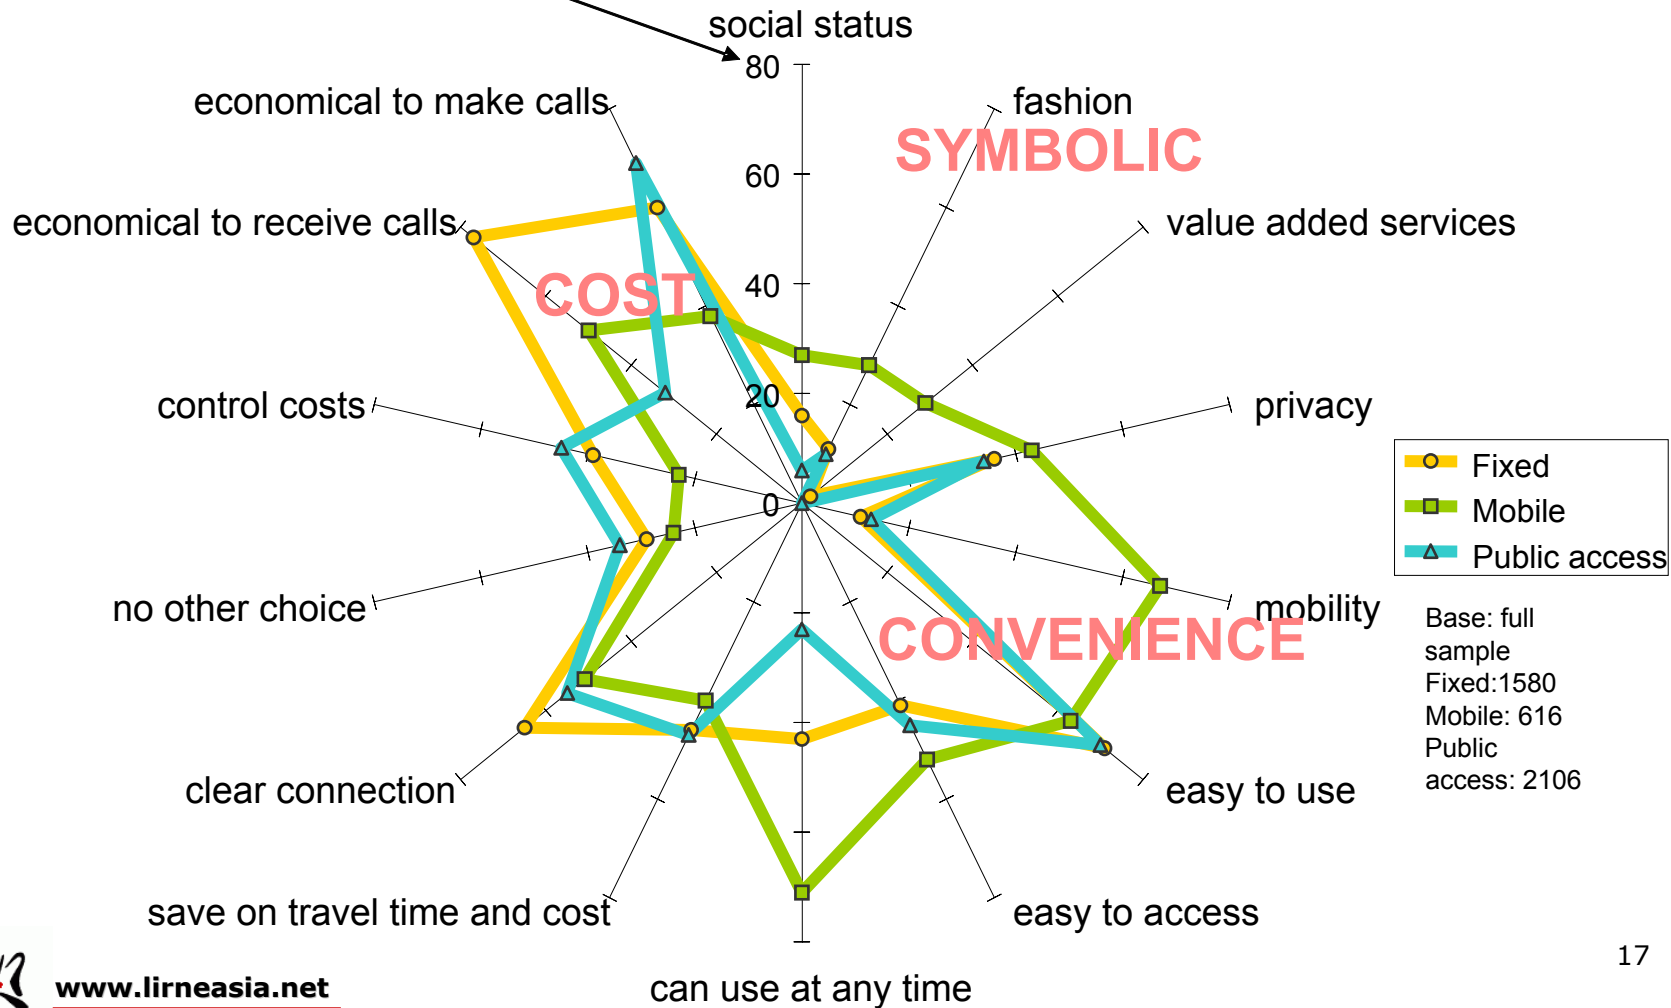 social status
80
economical to make calls
fashion
SYMBOLIC
60
economical to receive calls
value added services
COST
40
control costs
20
privacy
Fixed
Mobile
Public access
0
no other choice
mobility
CONVENIENCE
Base: full
sample
Fixed:1580
Mobile: 616
Public
access: 2106
clear connection
easy to use
save on travel time and cost
easy to access
can use at any time
17
www.lirneasia.net